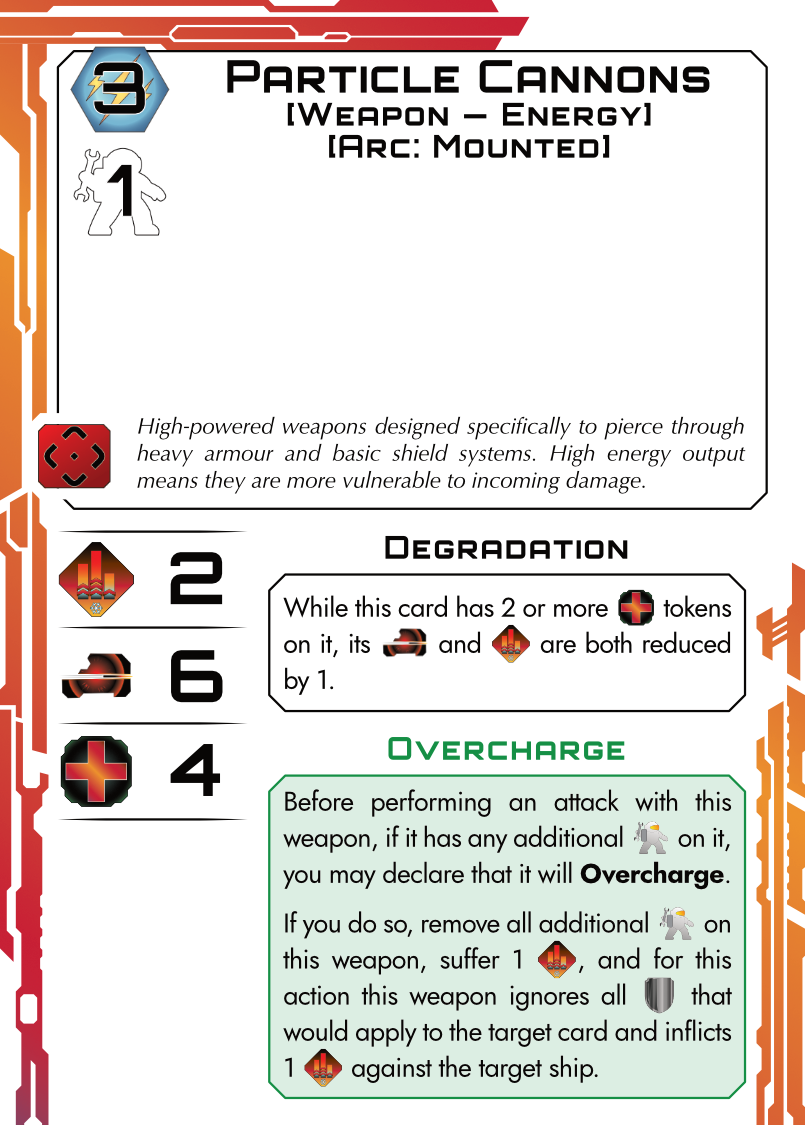 3
PARTICLE CANNONS
[WEAPON – ENERGY]
[ARC: MOUNTED]
1
High-powered weapons designed specifically to pierce through
heavy armour and basic shield systems. High energy output
means they are more vulnerable to incoming damage.
2
6
4
DEGRADATION
While this card has 2 or more tokens
on it, its and are both reduced
by 1.
OVERCHARGE
Before performing an attack with this
weapon, if it has any additional on it,
you may declare that it will Overcharge.
If you do so, remove all additional on
this weapon, suffer 1 , and for this
action this weapon ignores all that
would apply to the target card and inflicts
1 against the target ship.